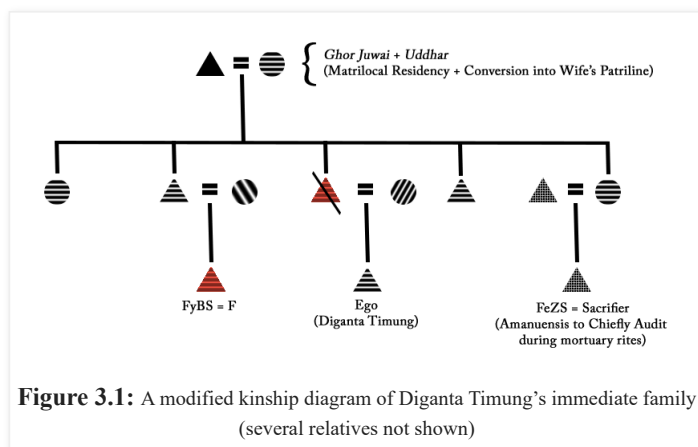 Ghor Juwai + Uddhar
(Matrilocal Residency + Conversion into Wife's Patriline)
FyBS = F
Ego
(Diganta Timung)
FeZS = Sacrifier
(Amanuensis to Chiefly Audit
during mortuary rites)
Figure 3.1: A modified kinship diagram of Diganta Timung’s immediate family
(several relatives not shown)